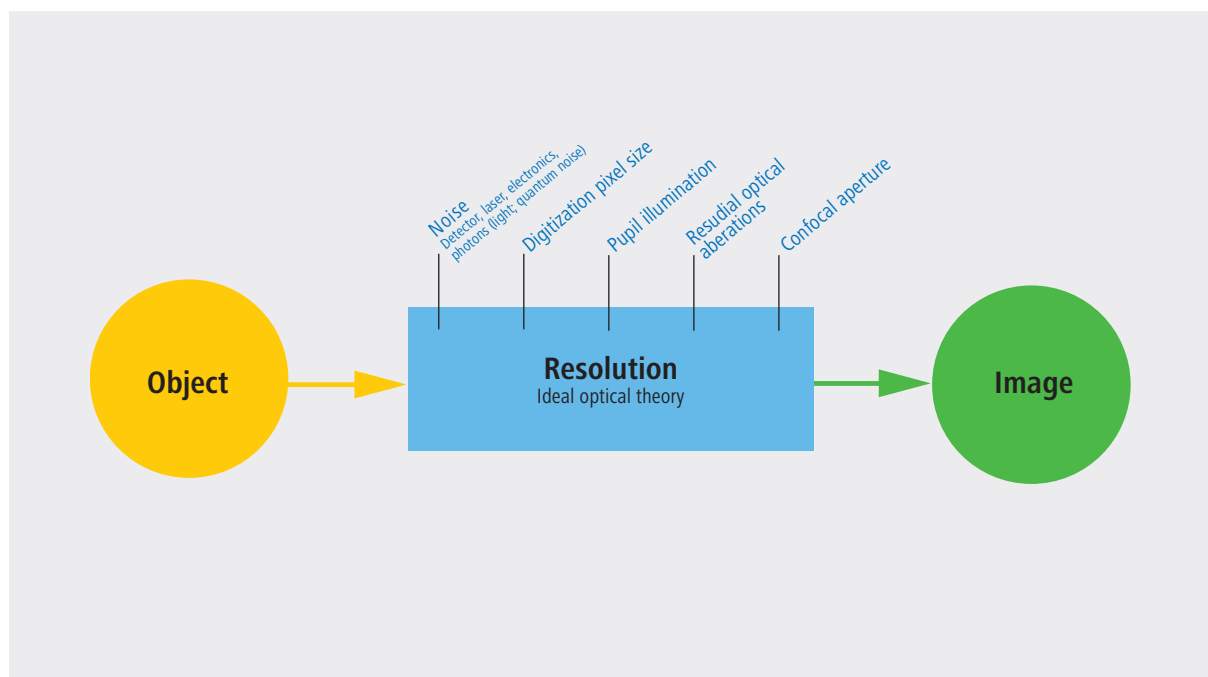 Noise
Detector, laser, electronics,
photons (light; quantum noise)
Digitization pixel size
Pupil illumination
Resudial optical
aberations
Confocal aperture
Object
Resolution
Ideal optical theory
Image